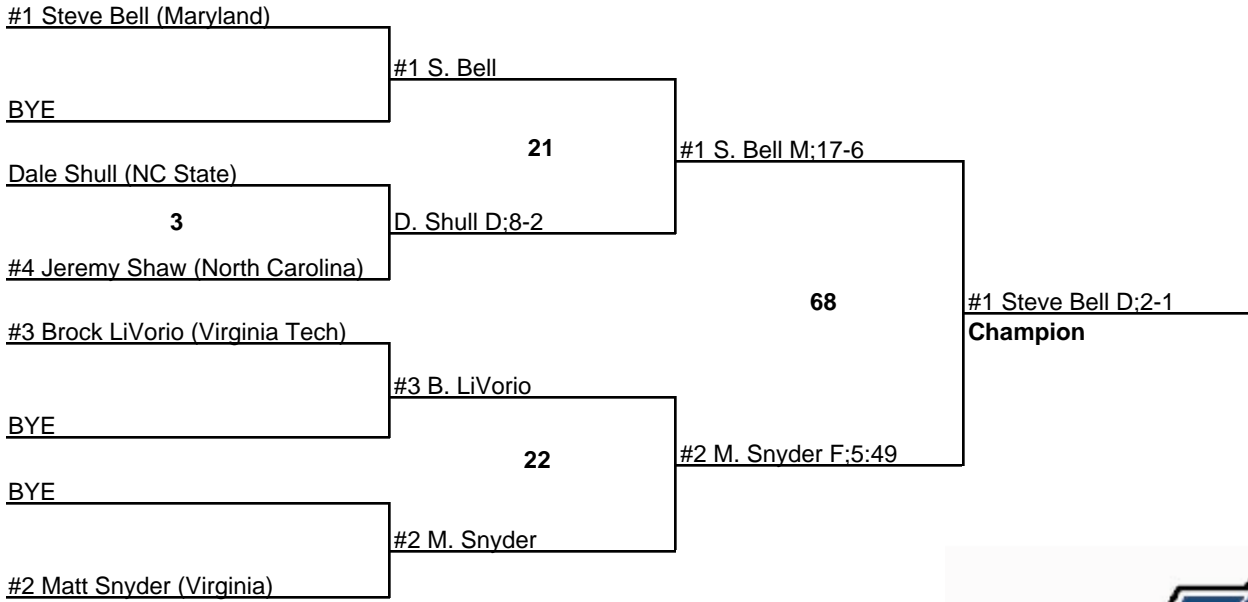 #1 Steve Bell (Maryland)
#1 S. Bell
BYE
21
#1 S. Bell M;17-6
Dale Shull (NC State)
3
D. Shull D;8-2
#4 Jeremy Shaw (North Carolina)
68
#1 Steve Bell D;2-1
Champion
#3 Brock LiVorio (Virginia Tech)
#3 B. LiVorio
BYE
22
#2 M. Snyder F;5:49
BYE
#2 M. Snyder
#2 Matt Snyder (Virginia)